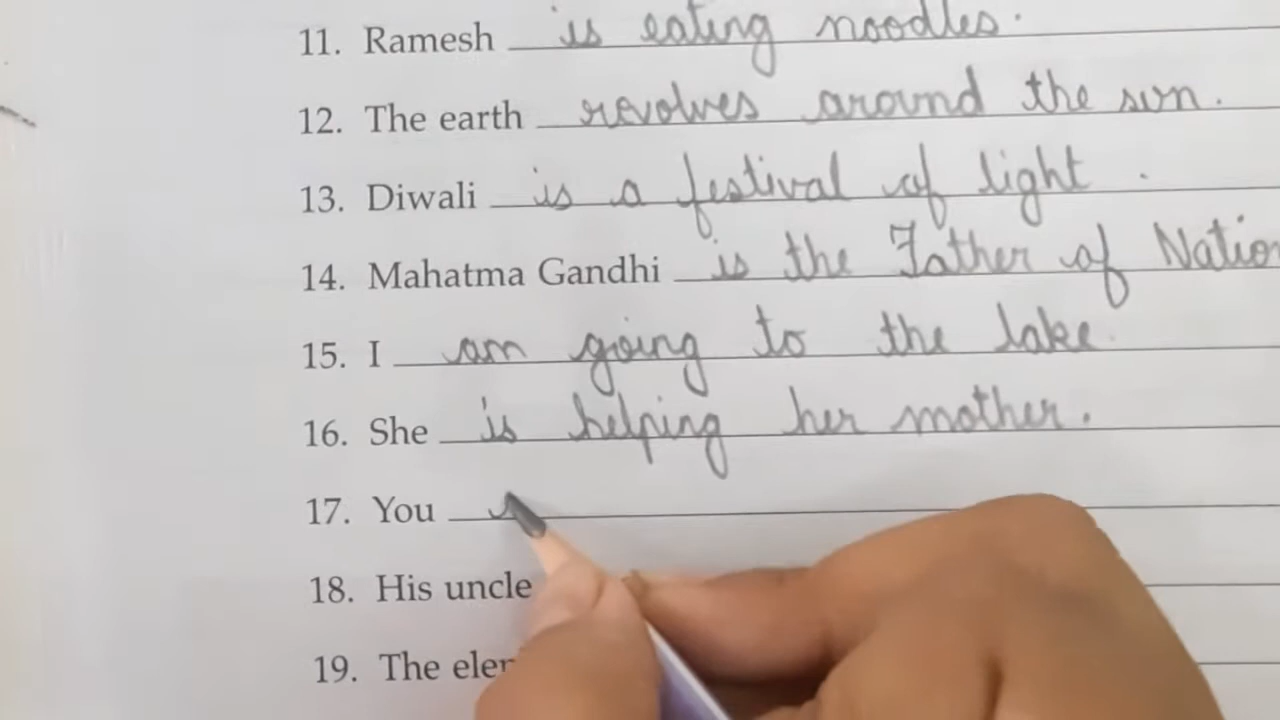 11. Ramesh is eating noodles.
12. The earth revolves around the sun.
13. Diwali is a festival of light.
14. Mahatma Gandhi is the Father of Nation
15. I am going to the lake.
16. She is helping her mother.
17. You
18. His uncle
19. The